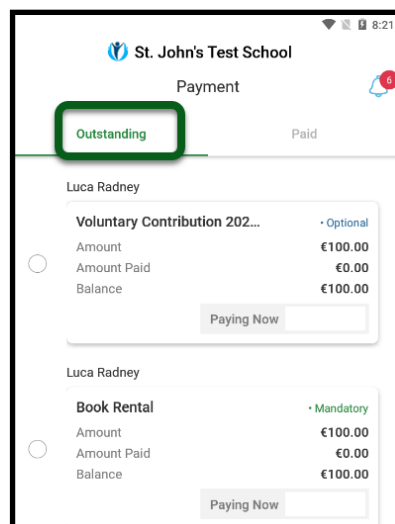 8:21
St. John's Test School
Payment
6
Outstanding
Paid
Luca Radney
Voluntary Contribution 202... • Optional
Amount €100.00
Amount Paid €0.00
Balance €100.00
Paying Now
Luca Radney
Book Rental • Mandatory
Amount €100.00
Amount Paid €0.00
Balance €100.00
Paying Now